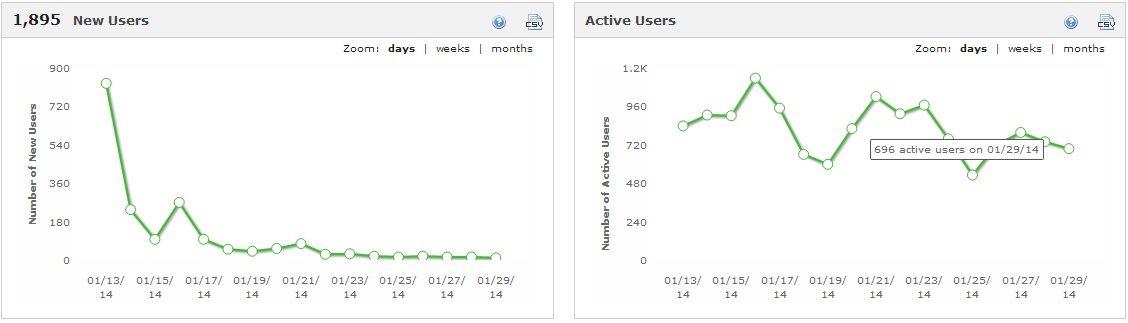 1,895 New Users
? CSV
Zoom: days | weeks | months
Number of New Users
900
720
540
360
180
0
01/13/14 01/15/14 01/17/14 01/19/14 01/21/14 01/23/14 01/25/14 01/27/14 01/29/14
Active Users
? CSV
Zoom: days | weeks | months
Number of Active Users
1.2K
960
720
480
240
0
696 active users on 01/29/14
01/13/14 01/15/14 01/17/14 01/19/14 01/21/14 01/23/14 01/25/14 01/27/14 01/29/14